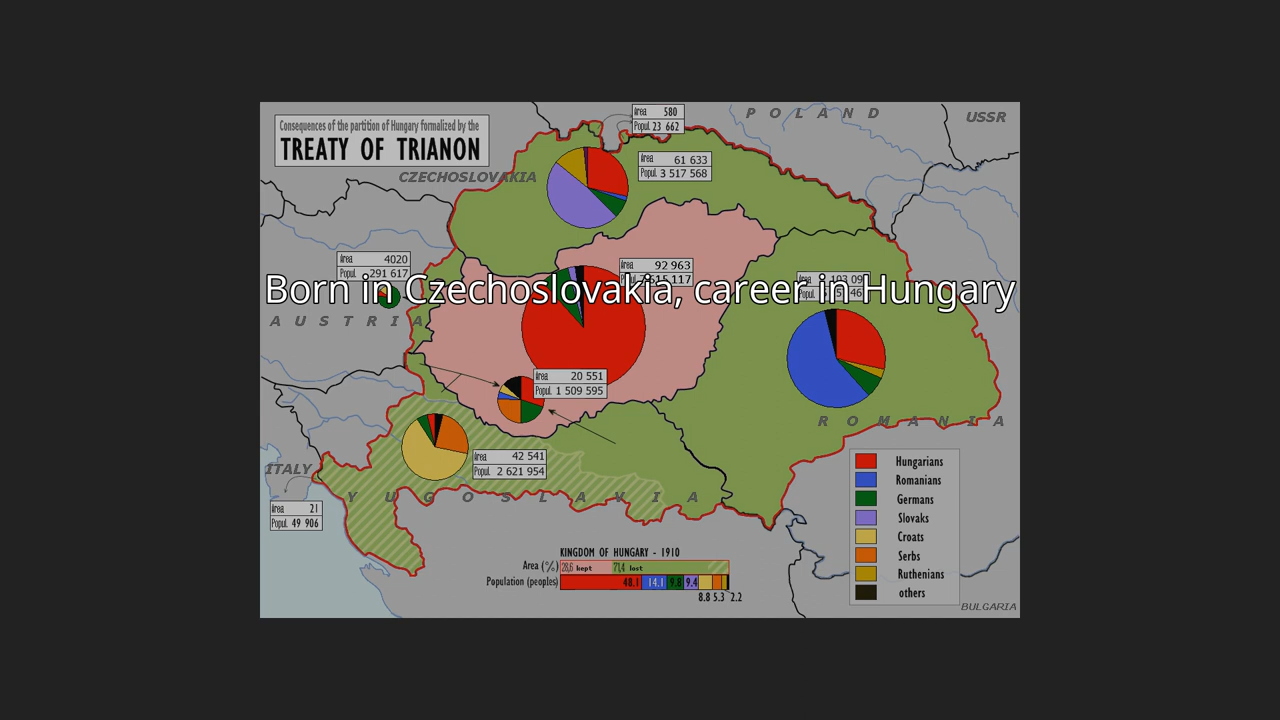 Consequences of the partition of Hungary formalized by the
TREATY OF TRIANON
POLAND
USSR
CZECHOSLOVAKIA
Area 580
Popul. 23 662
Area 61 633
Popul. 3 517 568
Area 4020
Popul. 291 617
Area 92 963
Born in Czechoslovakia, career in Hungary
AUSTRIA
Area 20 551
Popul. 1 509 595
ROMANIA
Area 42 541
Popul. 2 621 954
ITALY
YUGOSLAVIA
Area 21
Popul. 49 906
Hungarians
Romanians
Germans
Slovaks
Croats
Serbs
Ruthenians
others
BULGARIA
KINGDOM OF HUNGARY - 1910
Area (%) 28,6 kept 71,4 lost
Population (peoples) 48.1 14.1 9.8 9.4
8.8 5.3 2.2